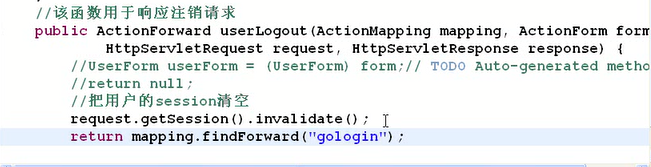 //该函数用于响应注销请求
public ActionForward userLogout(ActionMapping mapping, ActionForm form
HttpServletRequest request, HttpServletResponse response) {
//UserForm userForm = (UserForm) form;// TODO Auto-generated metho
//return null;
//把用户的session清空
request.getSession().invalidate();
return mapping.findForward("gologin");